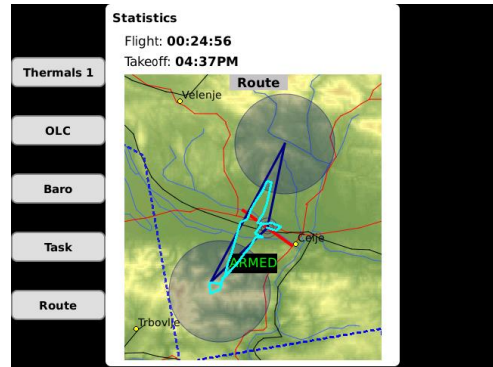 Statistics
Flight: 00:24:56
Takeoff: 04:37PM
Thermals 1
OLC
Baro
Task
Route
Route
Velenje
Celje
ARMED
Trbovlje